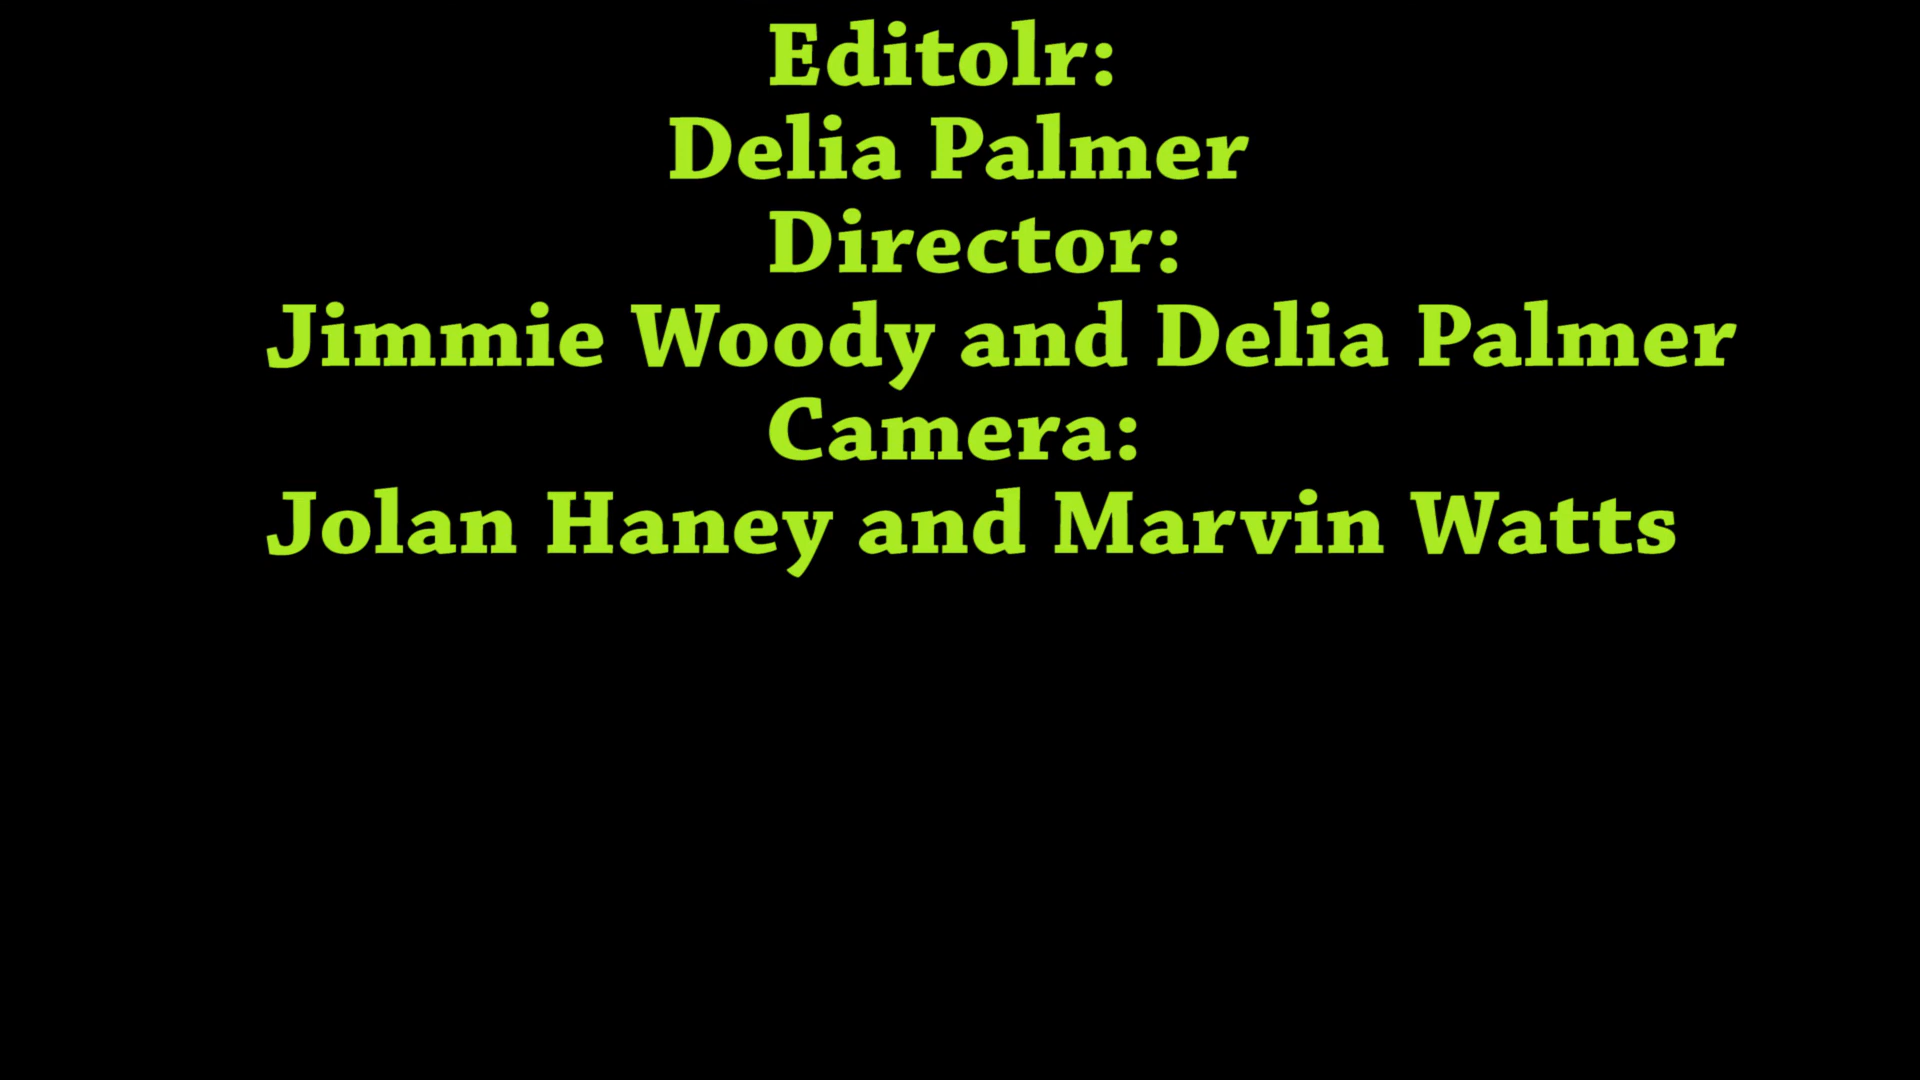 Editolr:
Delia Palmer
Director:
Jimmie Woody and Delia Palmer
Camera:
Jolan Haney and Marvin Watts